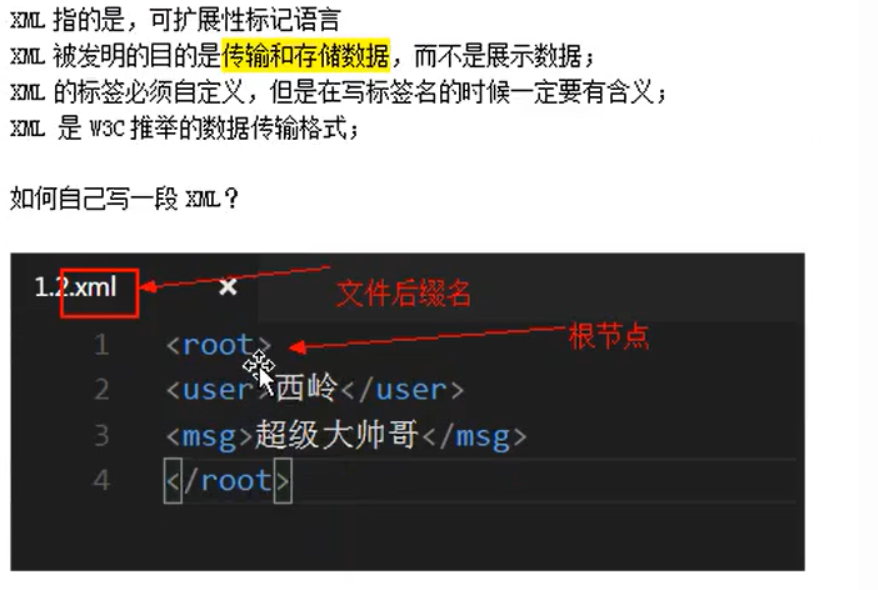 XML 指的是，可扩展性标记语言
XML 被发明的目的是传输和存储数据，而不是展示数据；
XML 的标签必须自定义，但是在写标签名的时候一定要有含义；
XML 是 W3C 推举的数据传输格式；
如何自己写一段 XML？
1.2.xml ×
文件后缀名
1 <root>
根节点
2 <user>西岭</user>
3 <msg>超级大帅哥</msg>
4 </root>